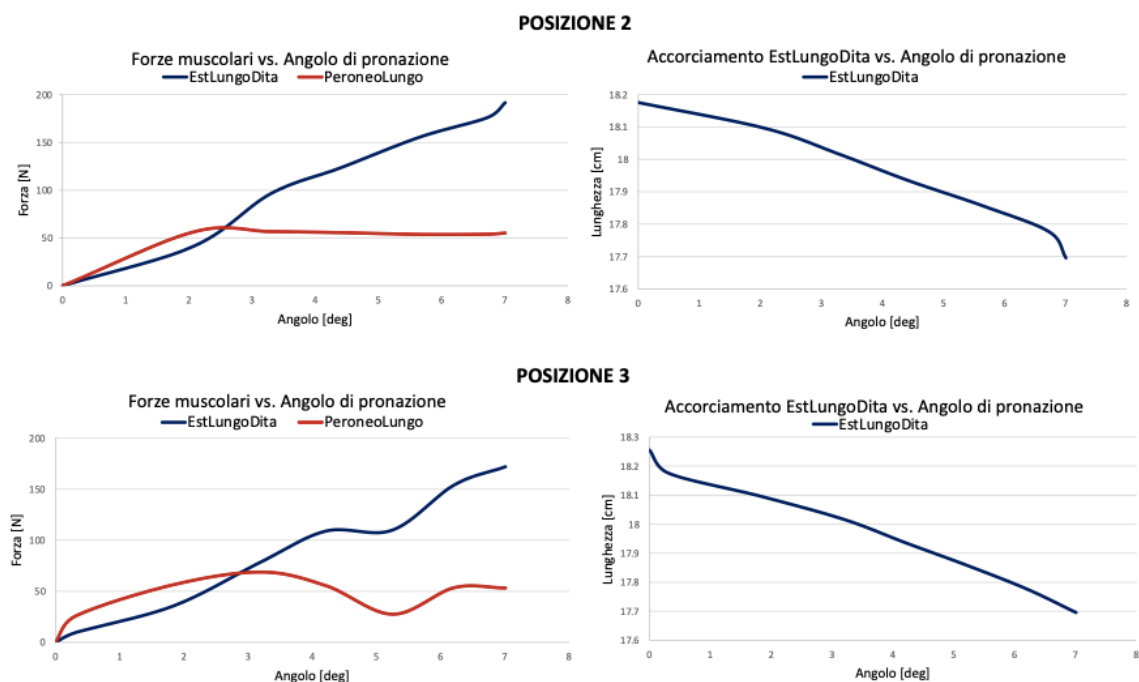 POSIZIONE 2
Forze muscolari vs. Angolo di pronazione
EstLungoDita PeroneoLungo
200
150
100
50
0
Forza [N]
0 1 2 3 4 5 6 7 8
Angolo [deg]
Accorciamento EstLungoDita vs. Angolo di pronazione
EstLungoDita
18.2
18.1
18
17.9
17.8
17.7
17.6
Lunghezza [cm]
0 1 2 3 4 5 6 7 8
Angolo [deg]
POSIZIONE 3
Forze muscolari vs. Angolo di pronazione
EstLungoDita PeroneoLungo
200
150
100
50
0
Forza [N]
0 1 2 3 4 5 6 7 8
Angolo [deg]
Accorciamento EstLungoDita vs. Angolo di pronazione
EstLungoDita
18.3
18.2
18.1
18
17.9
17.8
17.7
17.6
Lunghezza [cm]
0 1 2 3 4 5 6 7 8
Angolo [deg]